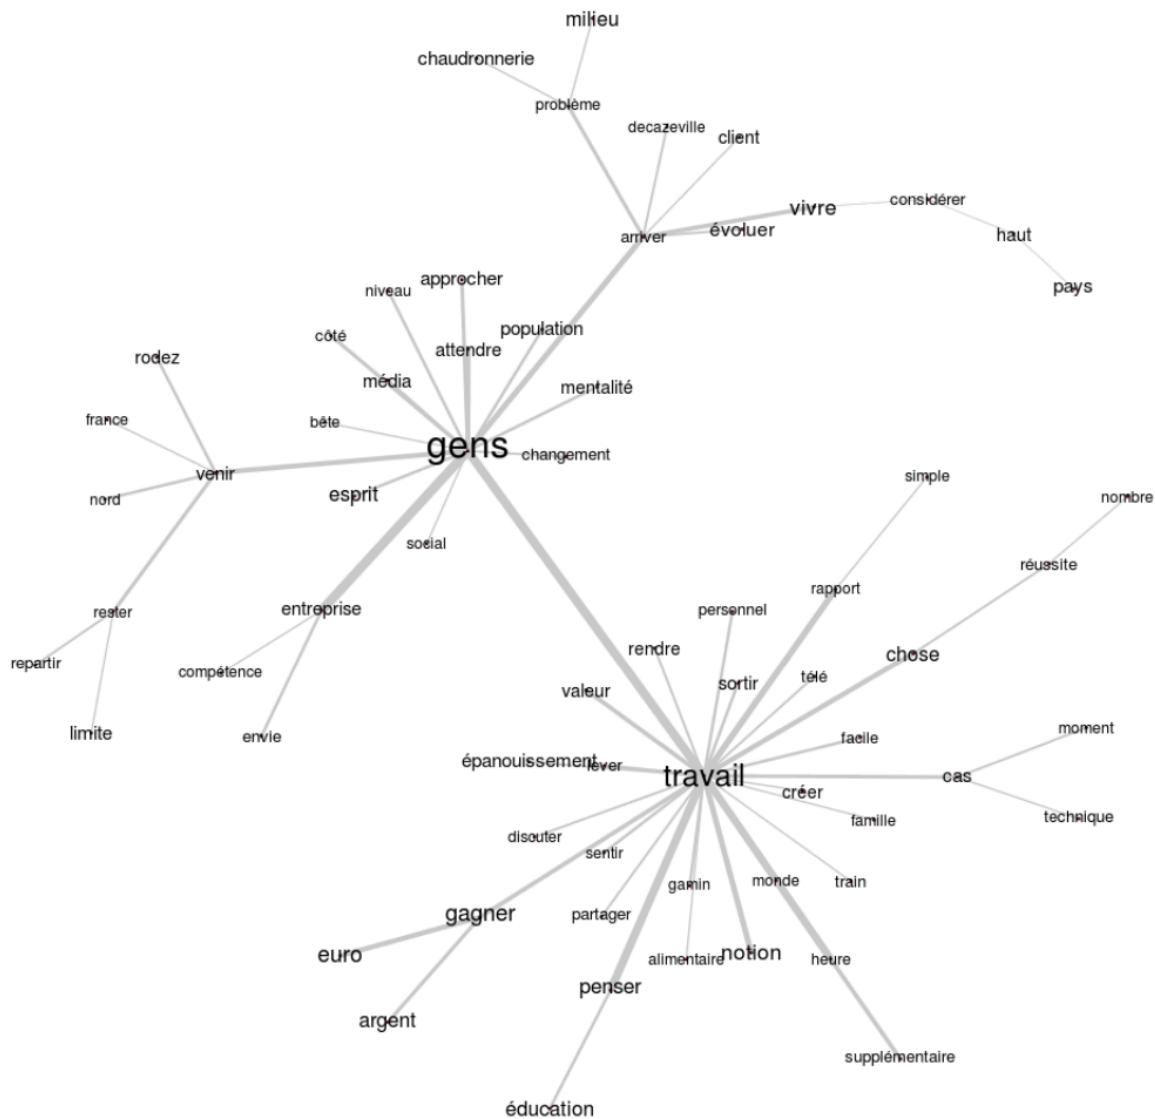 milieu
chaudronnerie
problème
decazeville
client
considérer
vivre
évoluer
arriver
haut
approcher
pays
niveau
population
côté
attendre
rodez
média
mentalité
france
bête
gens
changement
venir
simple
esprit
nord
nombre
social
réussite
rapport
entreprise
personnel
rester
rendre
chose
repartir
compétence
télé
sortir
valeur
moment
limite
envie
facile
épanouissement
lever
travail
cas
créer
technique
famille
discuter
sentir
monde
train
gamin
gagner
partager
notion
euro
alimentaire
heure
penser
argent
supplémentaire
éducation